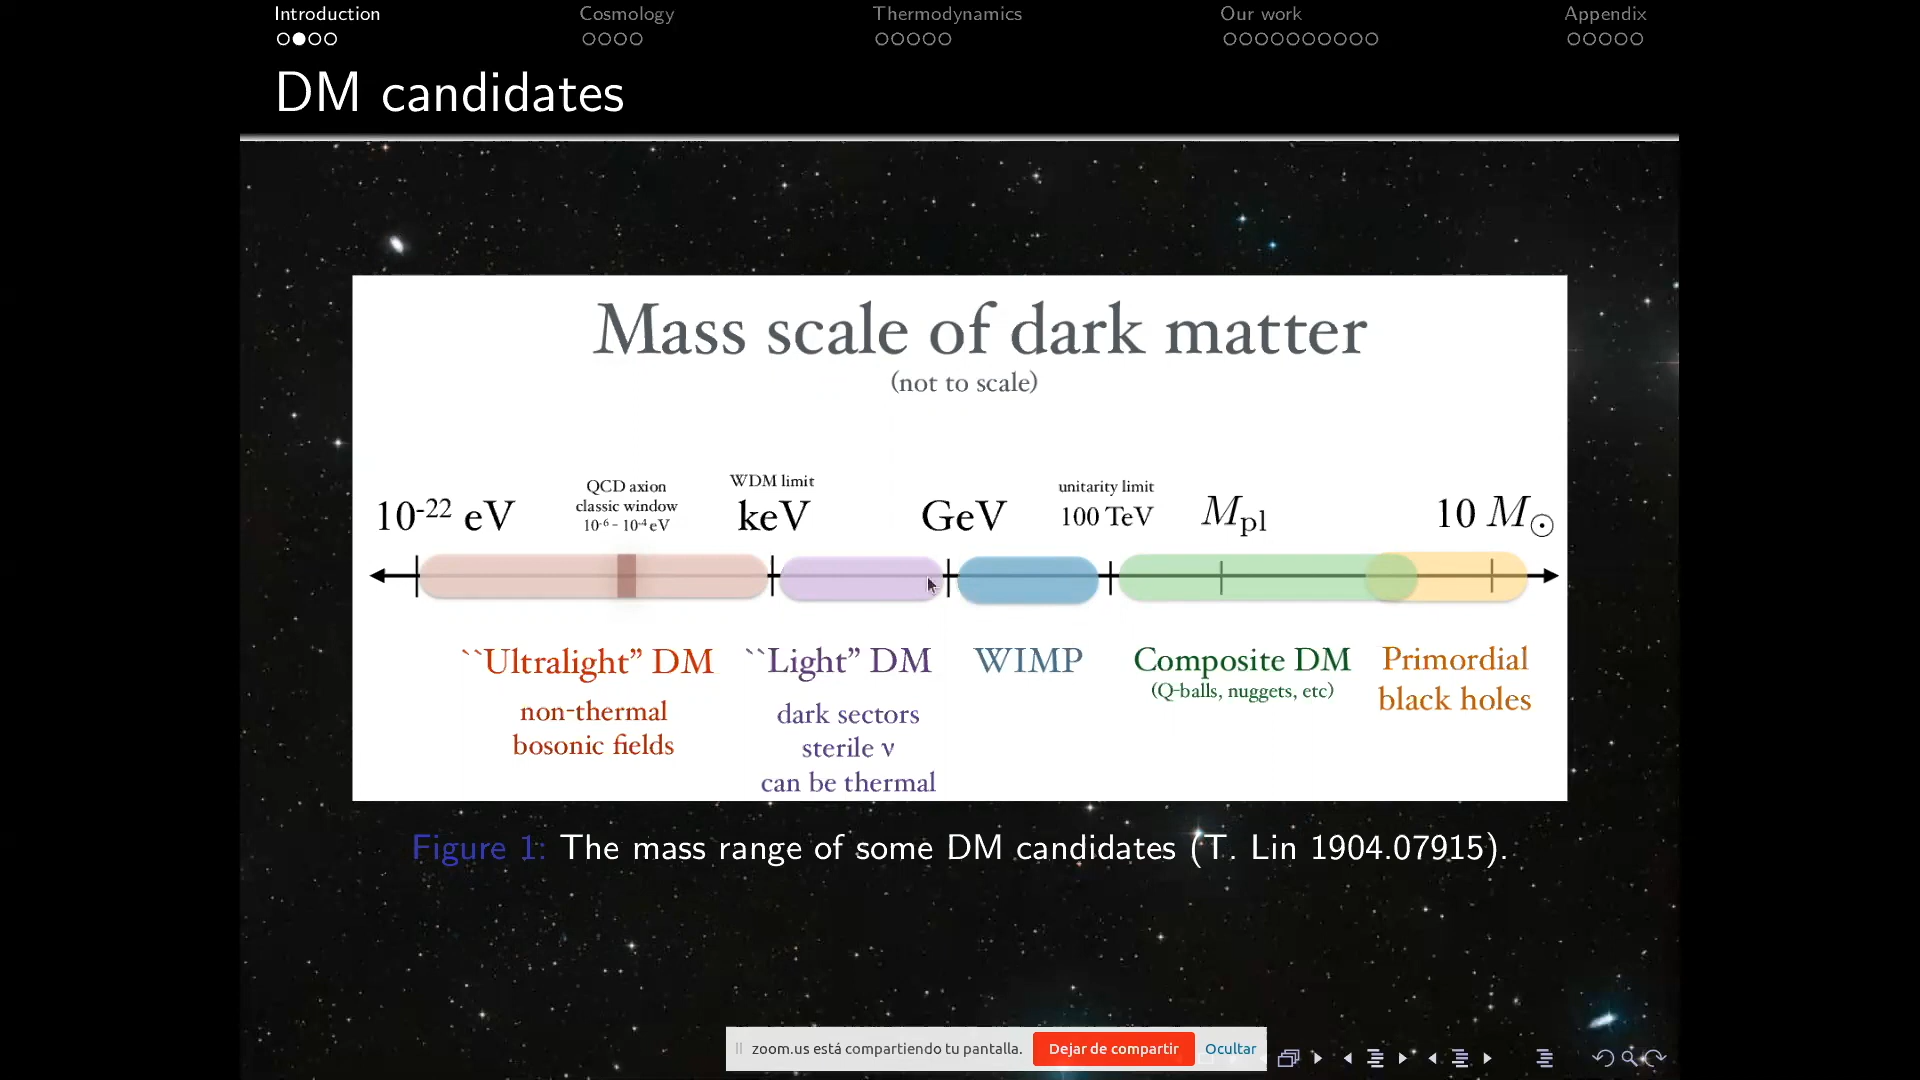 Introduction Cosmology Thermodynamics Our work Appendix
DM candidates
Mass scale of dark matter
(not to scale)
10⁻²² eV
QCD axion
classic window
10⁻⁶ – 10⁻⁴ eV
WDM limit
keV
GeV
unitarity limit
100 TeV
Mpl
10 M☉
``Ultralight” DM
non-thermal
bosonic fields
``Light” DM
dark sectors
sterile ν
can be thermal
WIMP
Composite DM
(Q-balls, nuggets, etc)
Primordial
black holes
Figure 1: The mass range of some DM candidates (T. Lin 1904.07915).
zoom.us está compartiendo tu pantalla. Dejar de compartir Ocultar